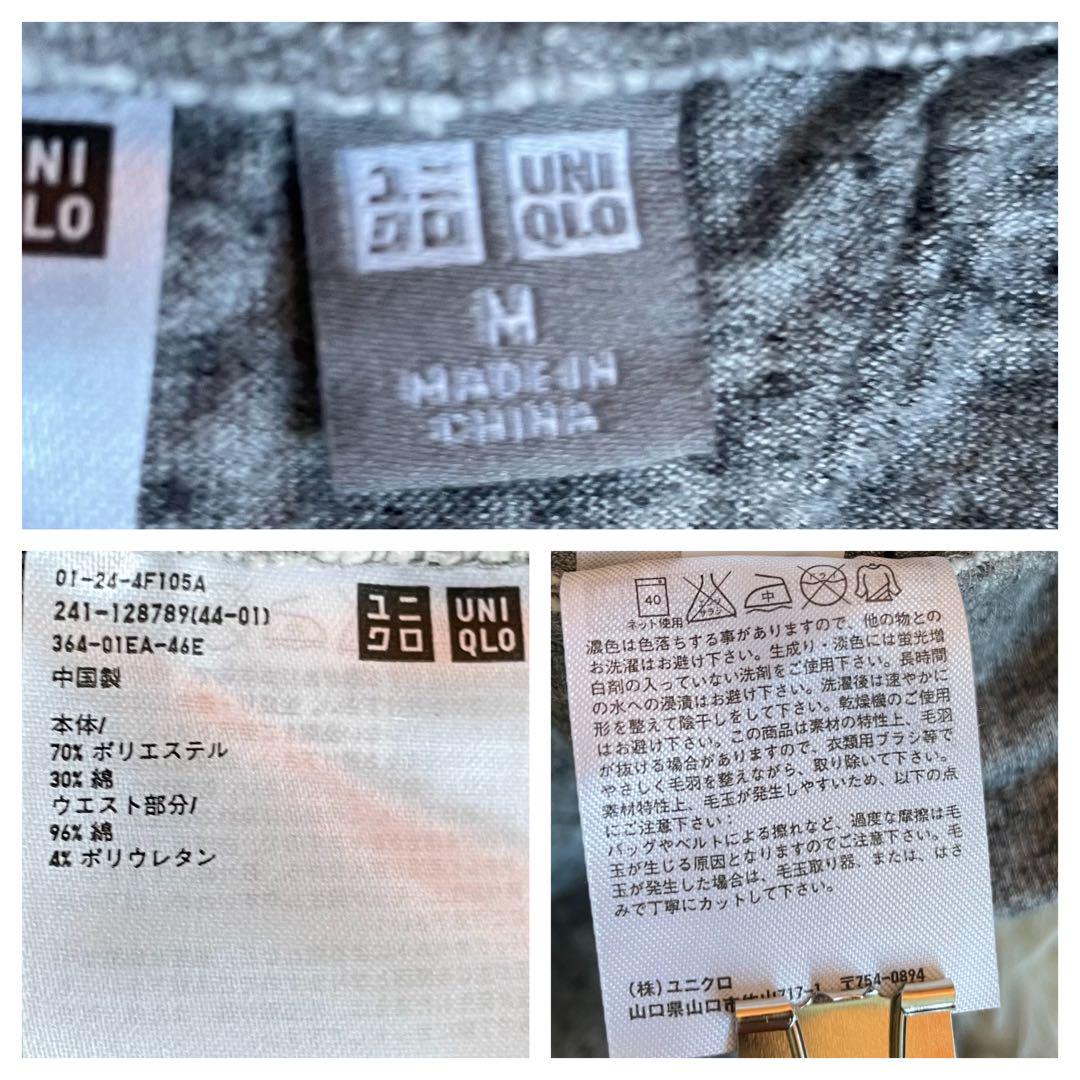 UNI
QLO
ユニ
クロ
UNI
QLO
M
MADE IN
CHINA
01-24-4F105A
241-128789(44-01)
364-01EA-46E
ユニ
クロ
UNI
QLO
中国製
本体/
70% ポリエステル
30% 綿
ウエスト部分/
96% 綿
4% ポリウレタン
40
中
ネット使用
濃色は色落ちする事がありますので、他の物との
お洗濯はお避け下さい。生成り・淡色には蛍光増
白剤の入っていない洗剤をご使用下さい。長時間
の水への浸漬はお避け下さい。洗濯後は速やかに
形を整えて陰干しをして下さい。乾燥機のご使用
はお避け下さい。この商品は素材の特性上、毛羽
が抜ける場合がありますので、衣類用ブラシ等で
やさしく毛羽を整えながら、取り除いて下さい。
素材特性上、毛玉が発生しやすいため、以下の点
にご注意下さい：
バッグやベルトによる擦れなど、過度な摩擦は毛
玉が生じる原因となりますのでご注意下さい。毛
玉が発生した場合は、毛玉取り器、または、はさ
みで丁寧にカットして下さい。
(株)ユニクロ
山口県山口市佐山717-1 〒754-0894